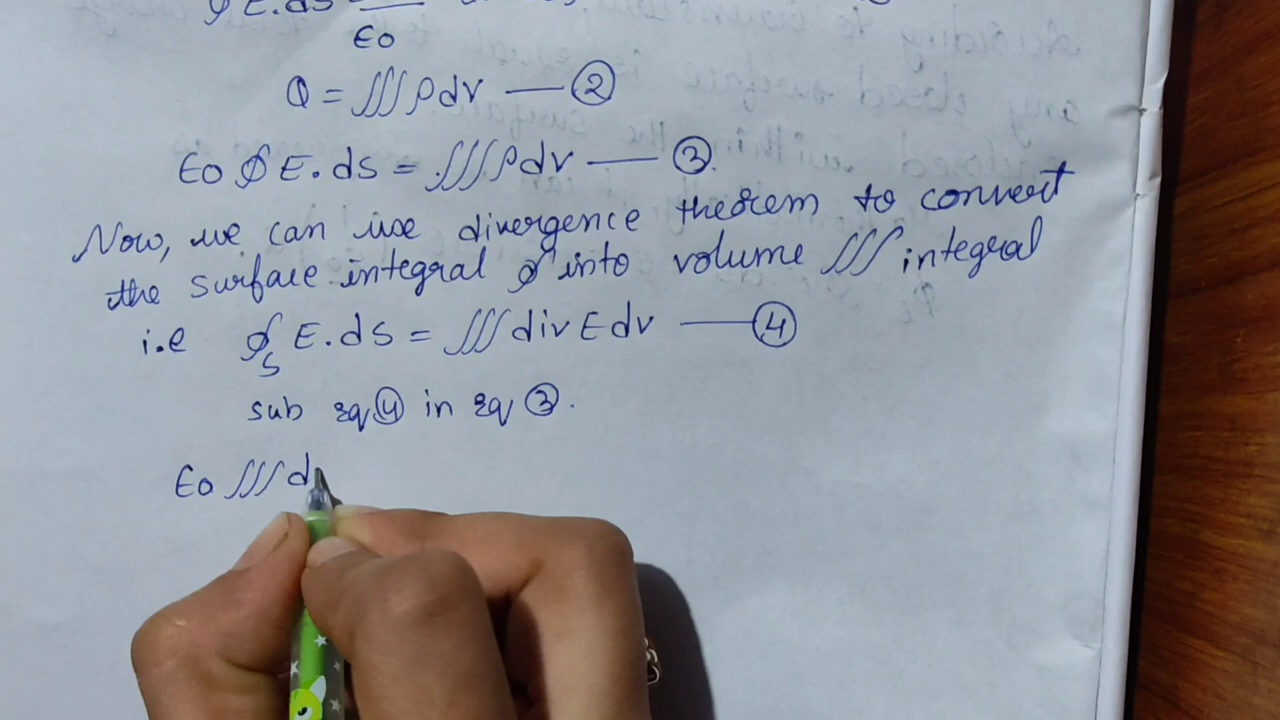 ∮ E.ds
ϵ0
Q = ∭ ρdv — ②
ϵ0 ∯ E.ds = ∭ ρdv — ③.
Now, we can use divergence theorem to convert
the surface integral ∯ into volume ∭ integral
i.e ∯s E.ds = ∭ div E dv — ④
sub eq ④ in eq ③.
ϵ0 ∭ d